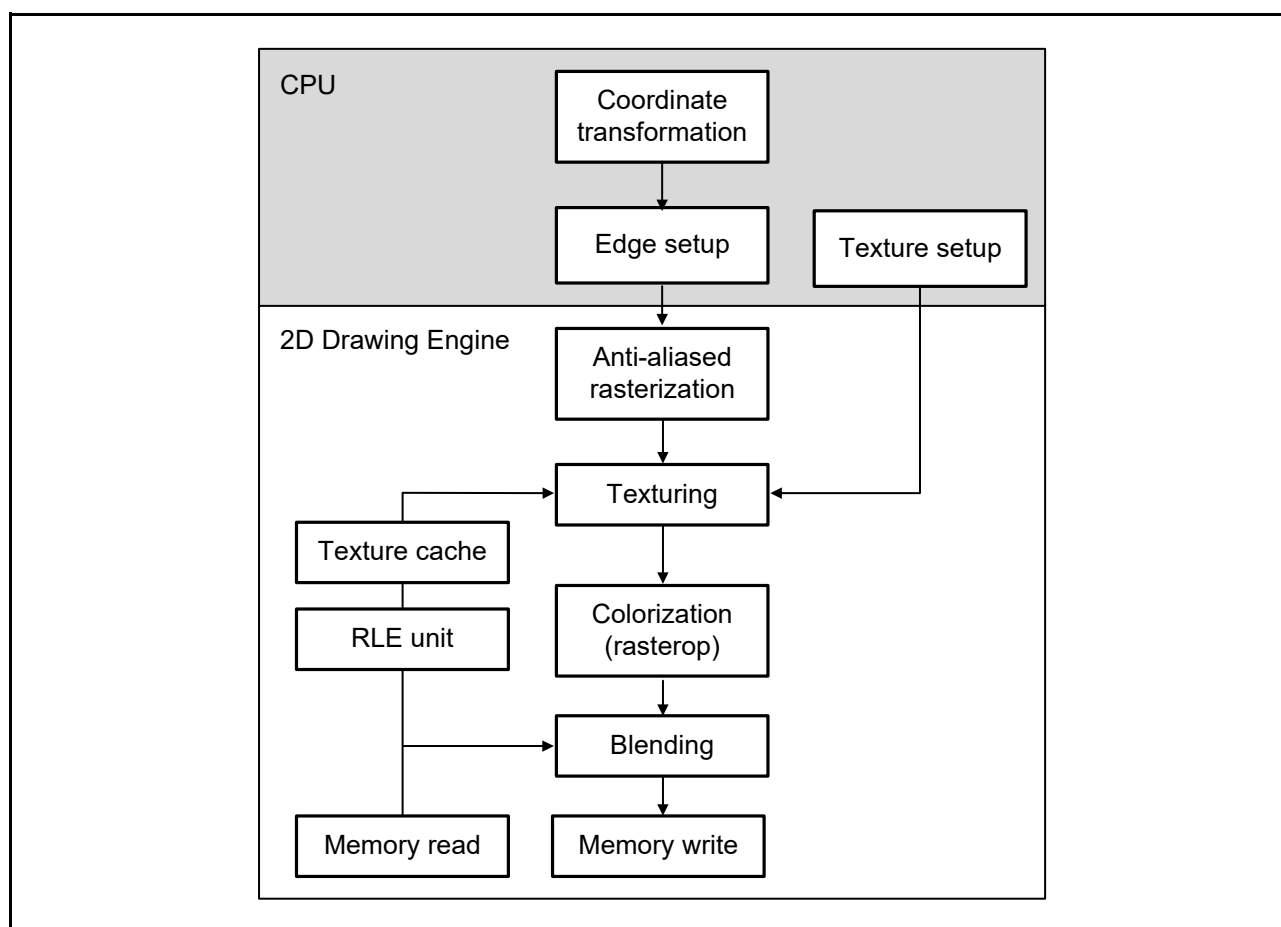 CPU
Coordinate
transformation
Edge setup
Texture setup
2D Drawing Engine
Anti-aliased
rasterization
Texturing
Texture cache
RLE unit
Colorization
(rasterop)
Blending
Memory read
Memory write